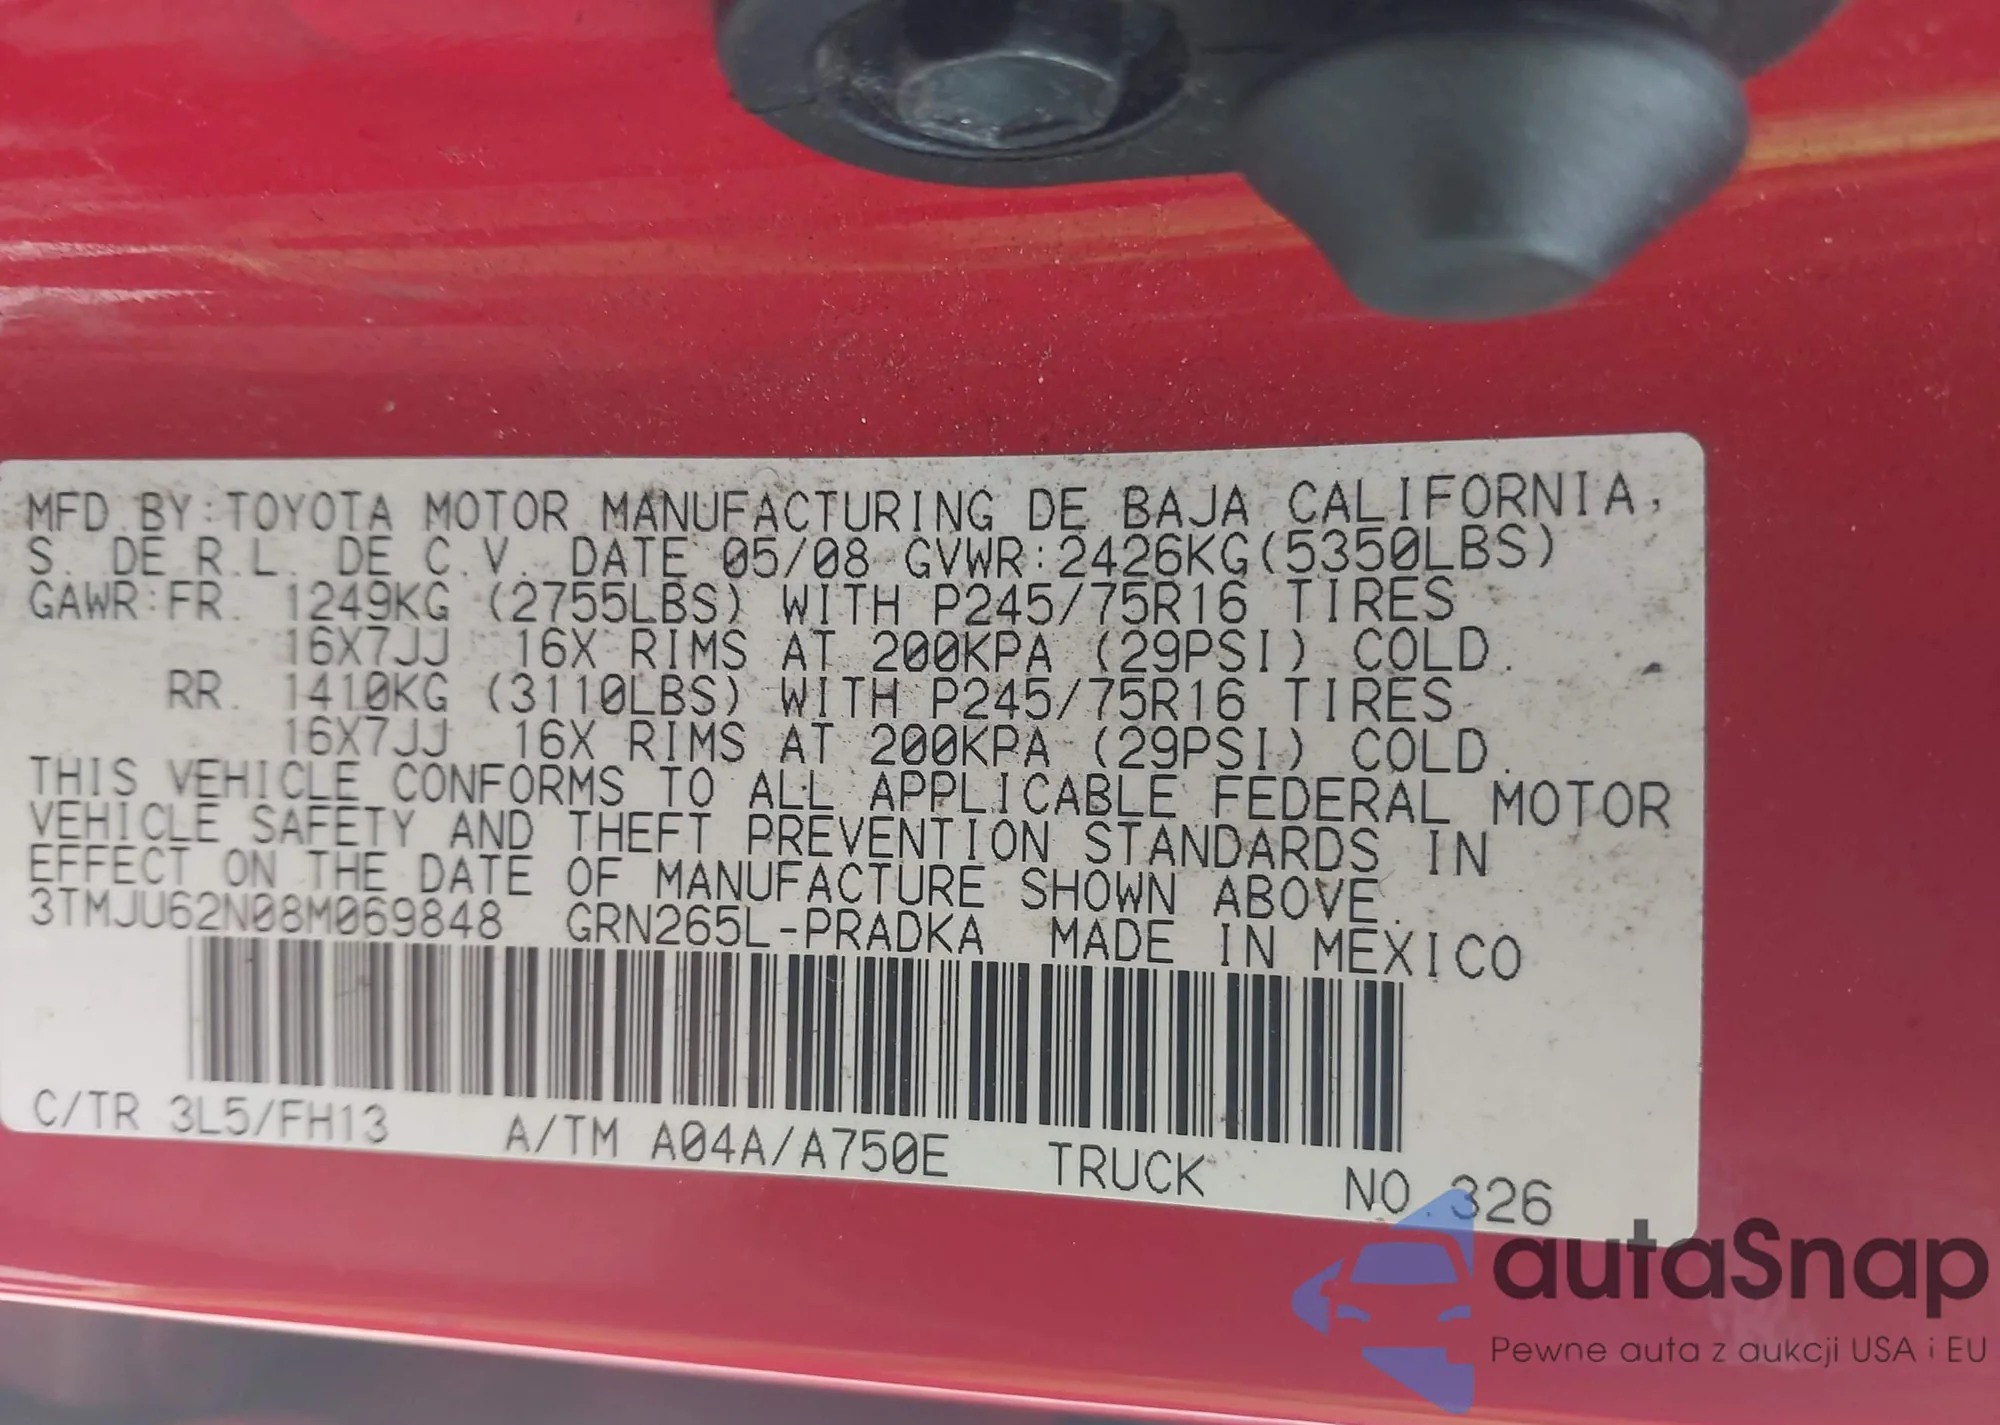 MFD BY:TOYOTA MOTOR MANUFACTURING DE BAJA CALIFORNIA,
S. DE R.L. DE C.V. DATE 05/08 GVWR:2426KG(5350LBS)
GAWR:FR. 1249KG (2755LBS) WITH P245/75R16 TIRES
16X7JJ 16X RIMS AT 200KPA (29PSI) COLD.
RR. 1410KG (3110LBS) WITH P245/75R16 TIRES
16X7JJ 16X RIMS AT 200KPA (29PSI) COLD.
THIS VEHICLE CONFORMS TO ALL APPLICABLE FEDERAL MOTOR
VEHICLE SAFETY AND THEFT PREVENTION STANDARDS IN
EFFECT ON THE DATE OF MANUFACTURE SHOWN ABOVE.
3TMJU62N08M069848 GRN265L-PRADKA MADE IN MEXICO
C/TR 3L5/FH13 A/TM A04A/A750E TRUCK NO.326
autaSnap
Pewne auta z aukcji USA i EU